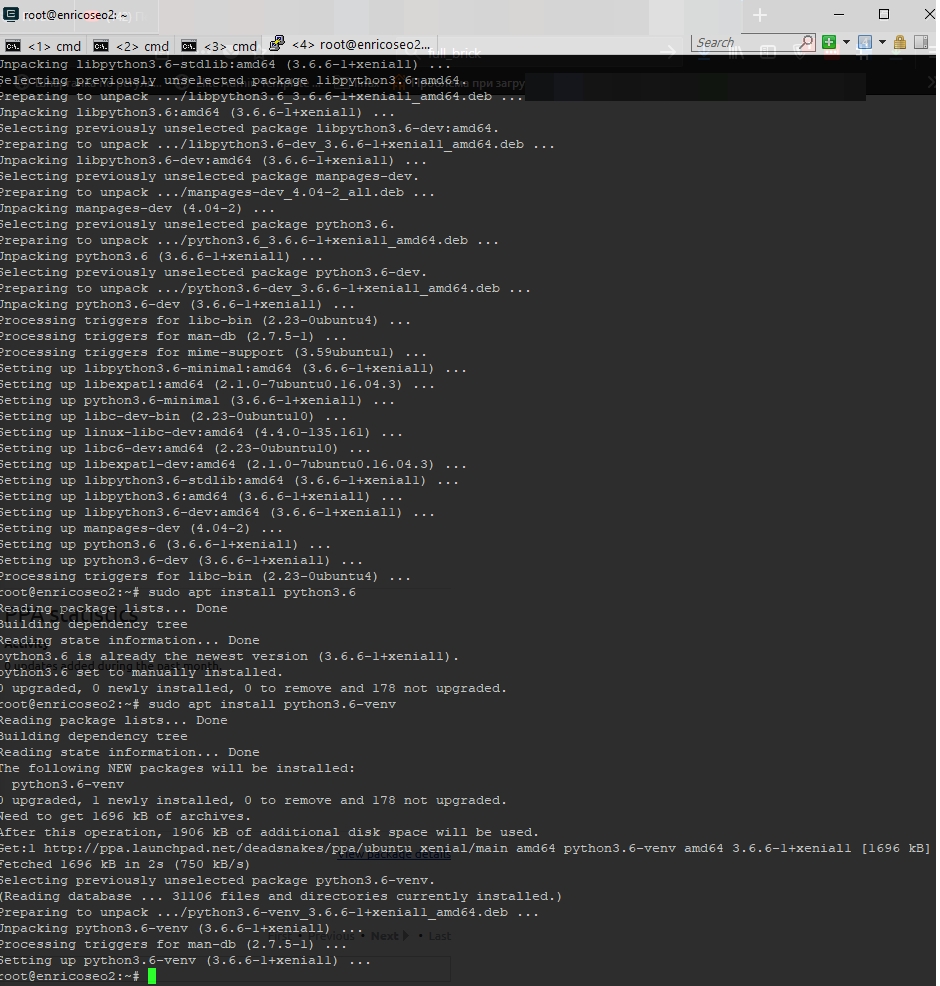 root@enricoseo2: ~
<1> cmd <2> cmd <3> cmd <4> root@enricoseo2... Search
full_brick
Unpacking libpython3.6-stdlib:amd64 (3.6.6-1+xenial1) ...
Selecting previously unselected package libpython3.6:amd64.
Preparing to unpack .../libpython3.6_3.6.6-1+xenial1_amd64.deb ...
Unpacking libpython3.6:amd64 (3.6.6-1+xenial1) ...
Selecting previously unselected package libpython3.6-dev:amd64.
Preparing to unpack .../libpython3.6-dev_3.6.6-1+xenial1_amd64.deb ...
Unpacking libpython3.6-dev:amd64 (3.6.6-1+xenial1) ...
Selecting previously unselected package manpages-dev.
Preparing to unpack .../manpages-dev_4.04-2_all.deb ...
Unpacking manpages-dev (4.04-2) ...
Selecting previously unselected package python3.6.
Preparing to unpack .../python3.6_3.6.6-1+xenial1_amd64.deb ...
Unpacking python3.6 (3.6.6-1+xenial1) ...
Selecting previously unselected package python3.6-dev.
Preparing to unpack .../python3.6-dev_3.6.6-1+xenial1_amd64.deb ...
Unpacking python3.6-dev (3.6.6-1+xenial1) ...
Processing triggers for libc-bin (2.23-0ubuntu4) ...
Processing triggers for man-db (2.7.5-1) ...
Processing triggers for mime-support (3.59ubuntu1) ...
Setting up libpython3.6-minimal:amd64 (3.6.6-1+xenial1) ...
Setting up libexpat1:amd64 (2.1.0-7ubuntu0.16.04.3) ...
Setting up python3.6-minimal (3.6.6-1+xenial1) ...
Setting up libc-dev-bin (2.23-0ubuntu10) ...
Setting up linux-libc-dev:amd64 (4.4.0-135.161) ...
Setting up libc6-dev:amd64 (2.23-0ubuntu10) ...
Setting up libexpat1-dev:amd64 (2.1.0-7ubuntu0.16.04.3) ...
Setting up libpython3.6-stdlib:amd64 (3.6.6-1+xenial1) ...
Setting up libpython3.6:amd64 (3.6.6-1+xenial1) ...
Setting up libpython3.6-dev:amd64 (3.6.6-1+xenial1) ...
Setting up manpages-dev (4.04-2) ...
Setting up python3.6 (3.6.6-1+xenial1) ...
Setting up python3.6-dev (3.6.6-1+xenial1) ...
Processing triggers for libc-bin (2.23-0ubuntu4) ...
root@enricoseo2:~# sudo apt install python3.6
Reading package lists... Done
PPA statistics
Building dependency tree
Reading state information... Done
Activity
python3.6 is already the newest version (3.6.6-1+xenial1).
0 updates added during the past month.
python3.6 set to manually installed.
0 upgraded, 0 newly installed, 0 to remove and 178 not upgraded.
root@enricoseo2:~# sudo apt install python3.6-venv
Reading package lists... Done
Building dependency tree
Reading state information... Done
The following NEW packages will be installed:
python3.6-venv
0 upgraded, 1 newly installed, 0 to remove and 178 not upgraded.
Need to get 1696 kB of archives.
After this operation, 1906 kB of additional disk space will be used.
Get:1 http://ppa.launchpad.net/deadsnakes/ppa/ubuntu xenial/main amd64 python3.6-venv amd64 3.6.6-1+xenial1 [1696 kB]
View package details
Fetched 1696 kB in 2s (750 kB/s)
Selecting previously unselected package python3.6-venv.
(Reading database ... 31106 files and directories currently installed.)
Preparing to unpack .../python3.6-venv_3.6.6-1+xenial1_amd64.deb ...
Unpacking python3.6-venv (3.6.6-1+xenial1) ...
First • Previous • Next • Last
Processing triggers for man-db (2.7.5-1) ...
Setting up python3.6-venv (3.6.6-1+xenial1) ...
root@enricoseo2:~#